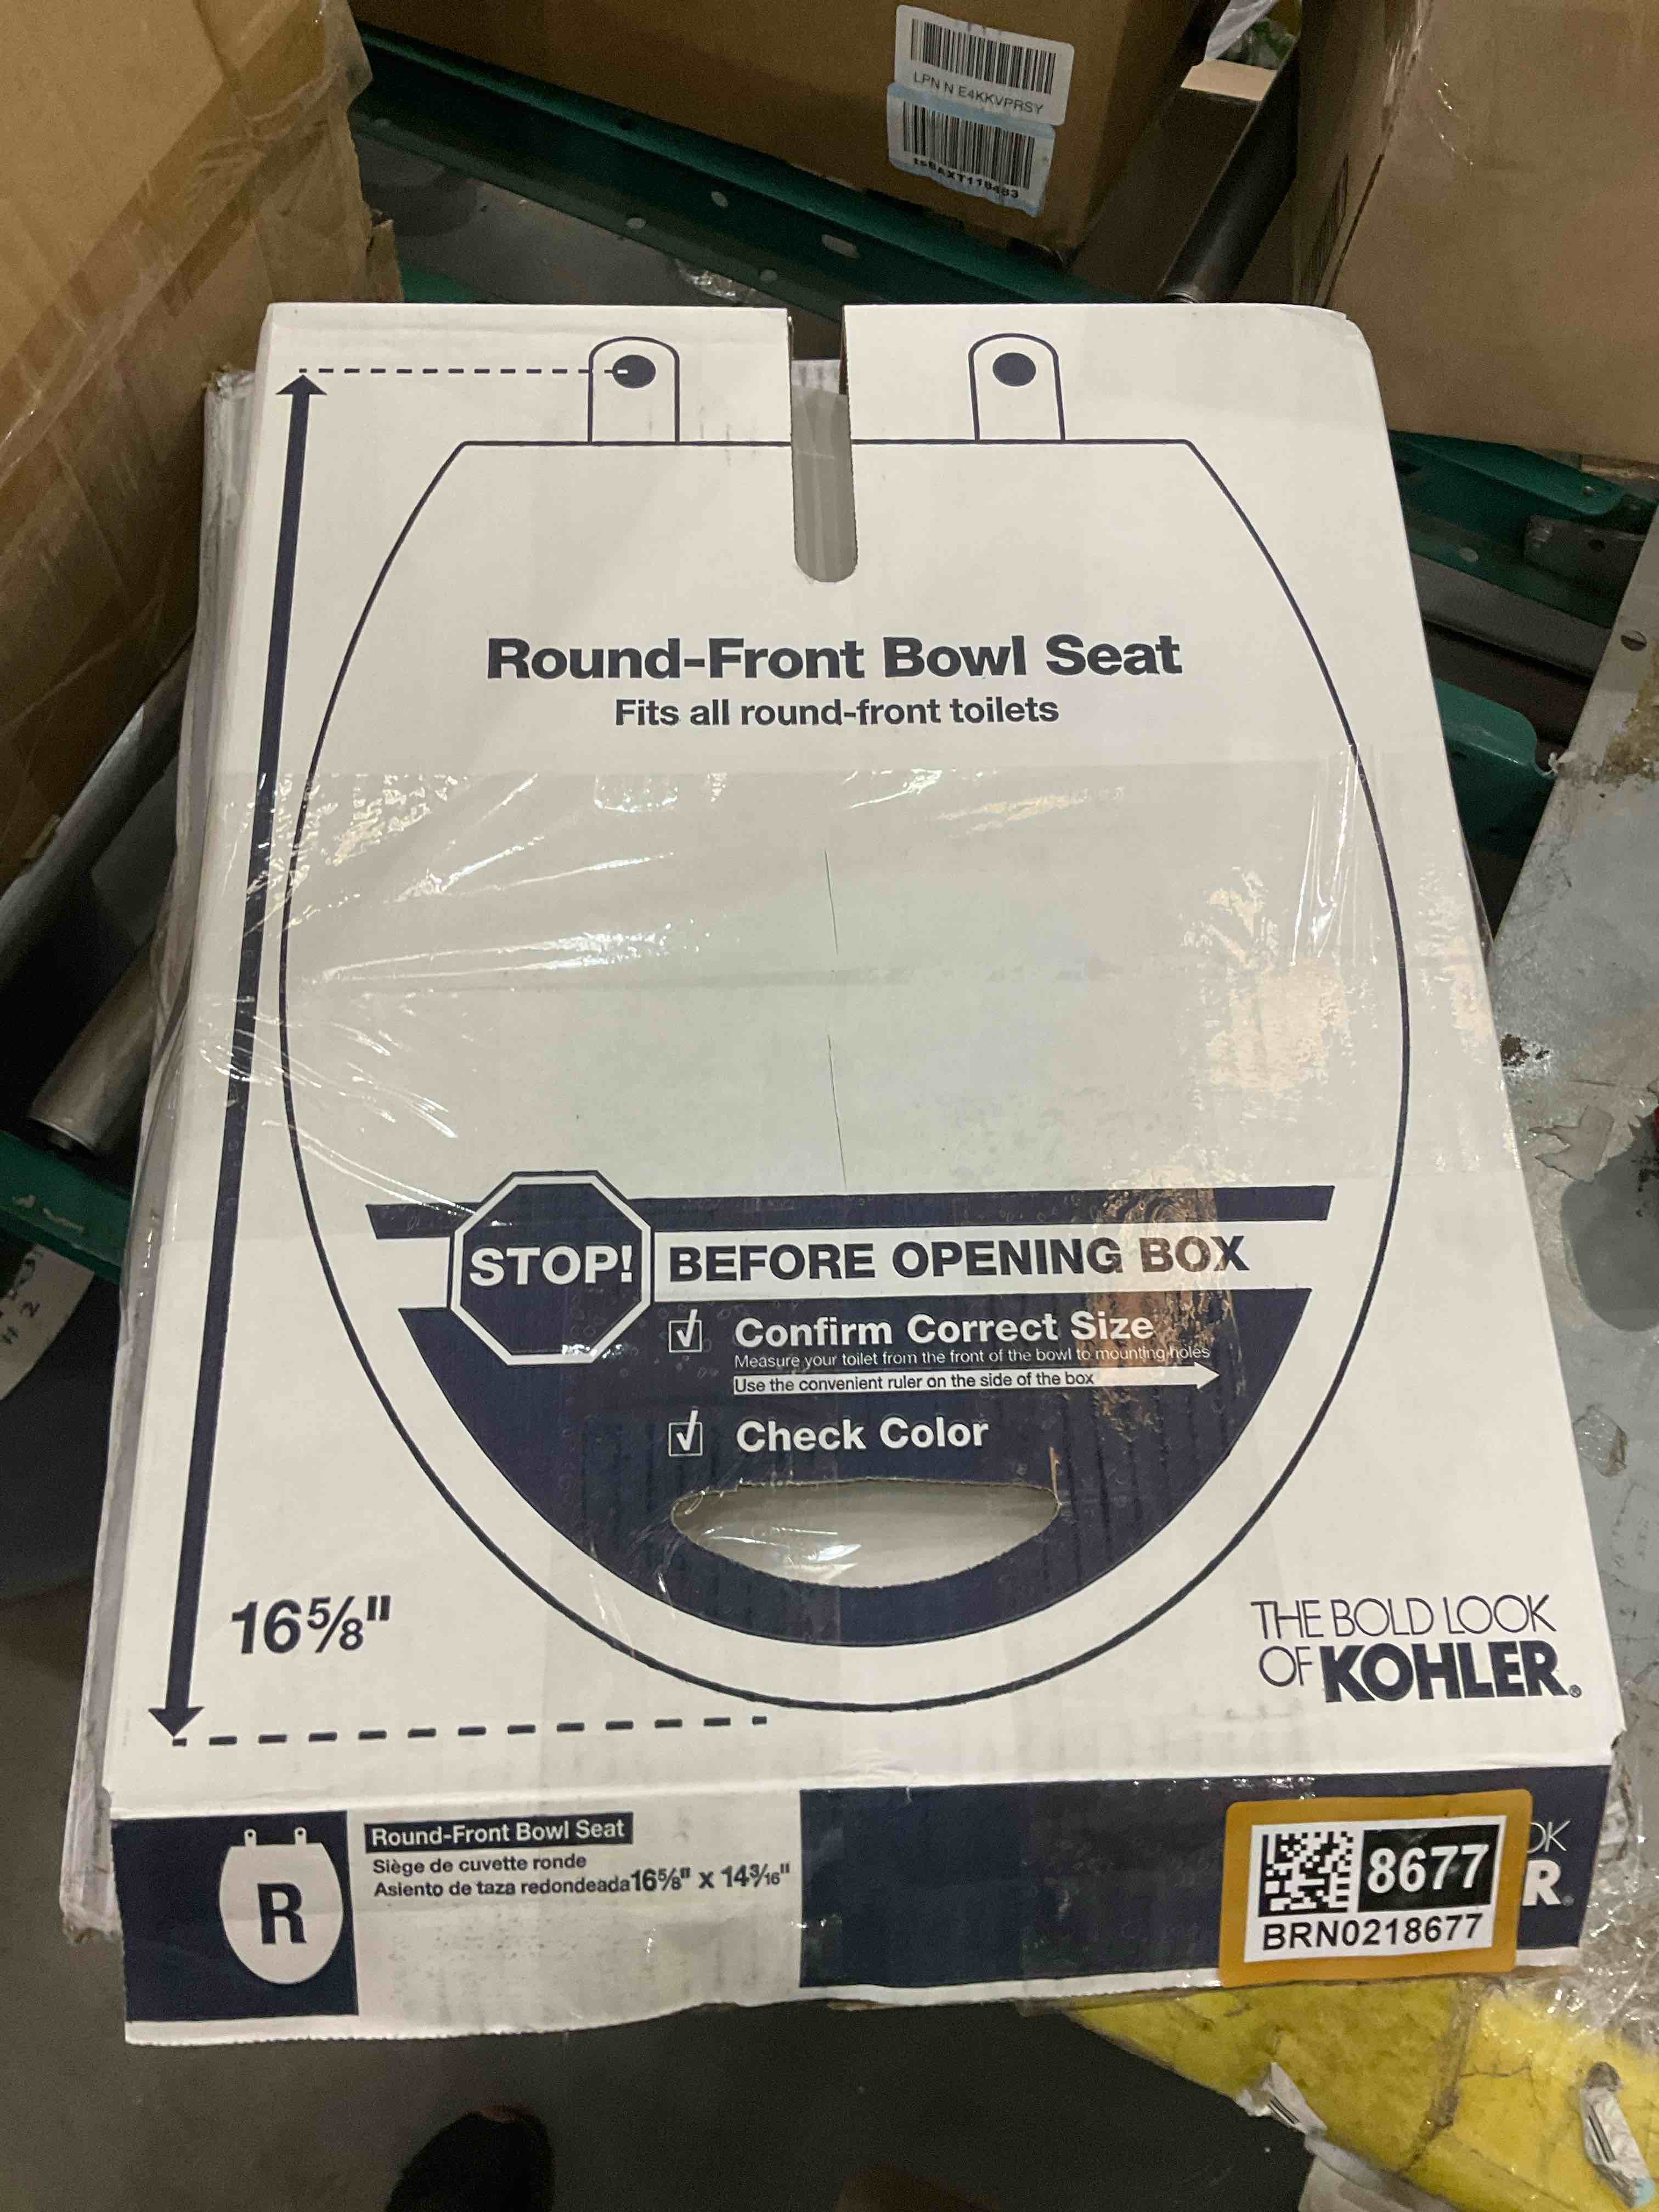 LPN N E4KKVPRSY
Round-Front Bowl Seat
Fits all round-front toilets
STOP!
BEFORE OPENING BOX
Confirm Correct Size
Measure your toilet from the front of the bowl to mounting holes
Use the convenient ruler on the side of the box
Check Color
16⅝"
THE BOLD LOOK
OF KOHLER®
R
Round-Front Bowl Seat
Siège de cuvette ronde
Asiento de taza redondeada 16⅝" x 14³⁄₁₆"
8677
BRN0218677
OK
R®